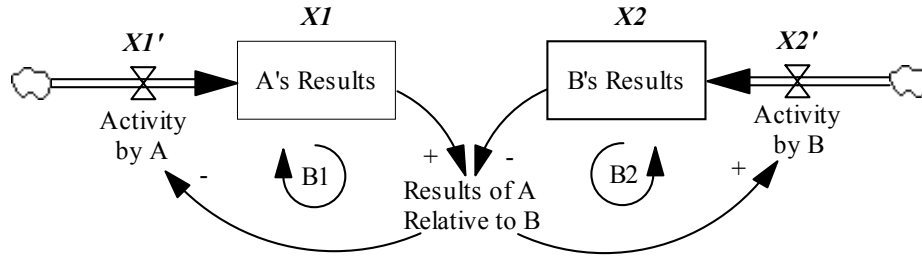 X1
X2
X1'
X2'
A's Results
B's Results
Activity
by A
Activity
by B
+
-
-
+
B1
B2
Results of A
Relative to B